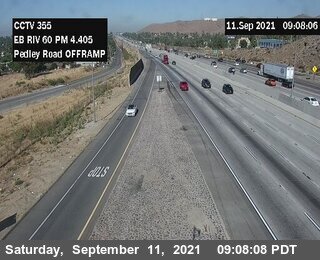 CCTV 355
EB RIV 60 PM 4.405
Pedley Road OFFRAMP
11.Sep 2021 09:08:06
STOP
Saturday, September 11, 2021 09:08:08 PDT